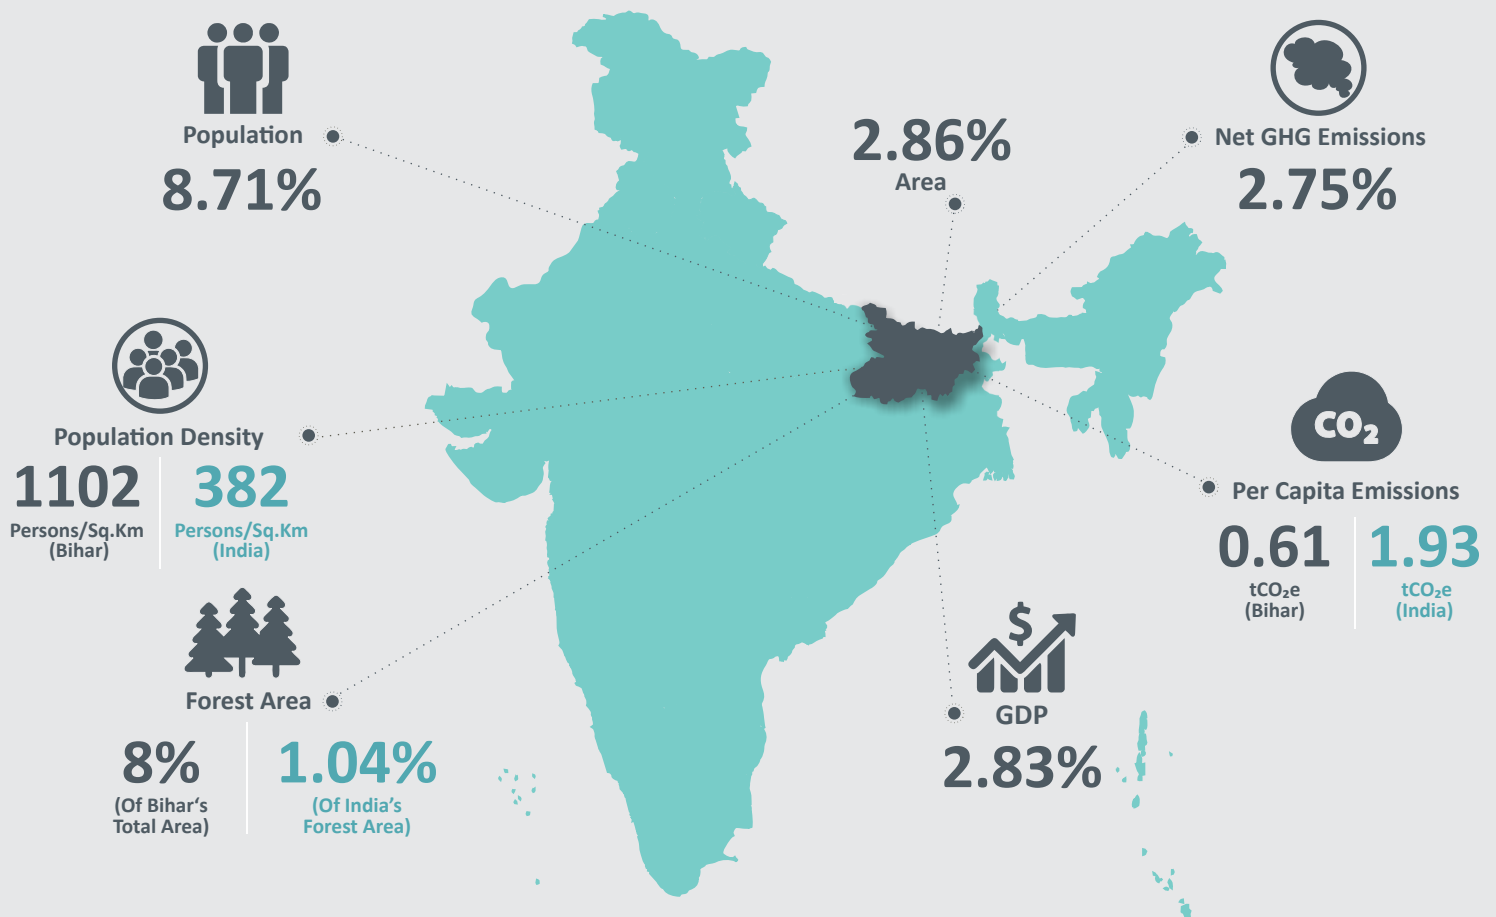 Population
8.71%
2.86%
Area
Net GHG Emissions
2.75%
Population Density
1102
Persons/Sq.Km
(Bihar)
382
Persons/Sq.Km
(India)
CO₂
Per Capita Emissions
0.61
tCO₂e
(Bihar)
1.93
tCO₂e
(India)
Forest Area
8%
(Of Bihar‘s
Total Area)
1.04%
(Of India’s
Forest Area)
$
GDP
2.83%